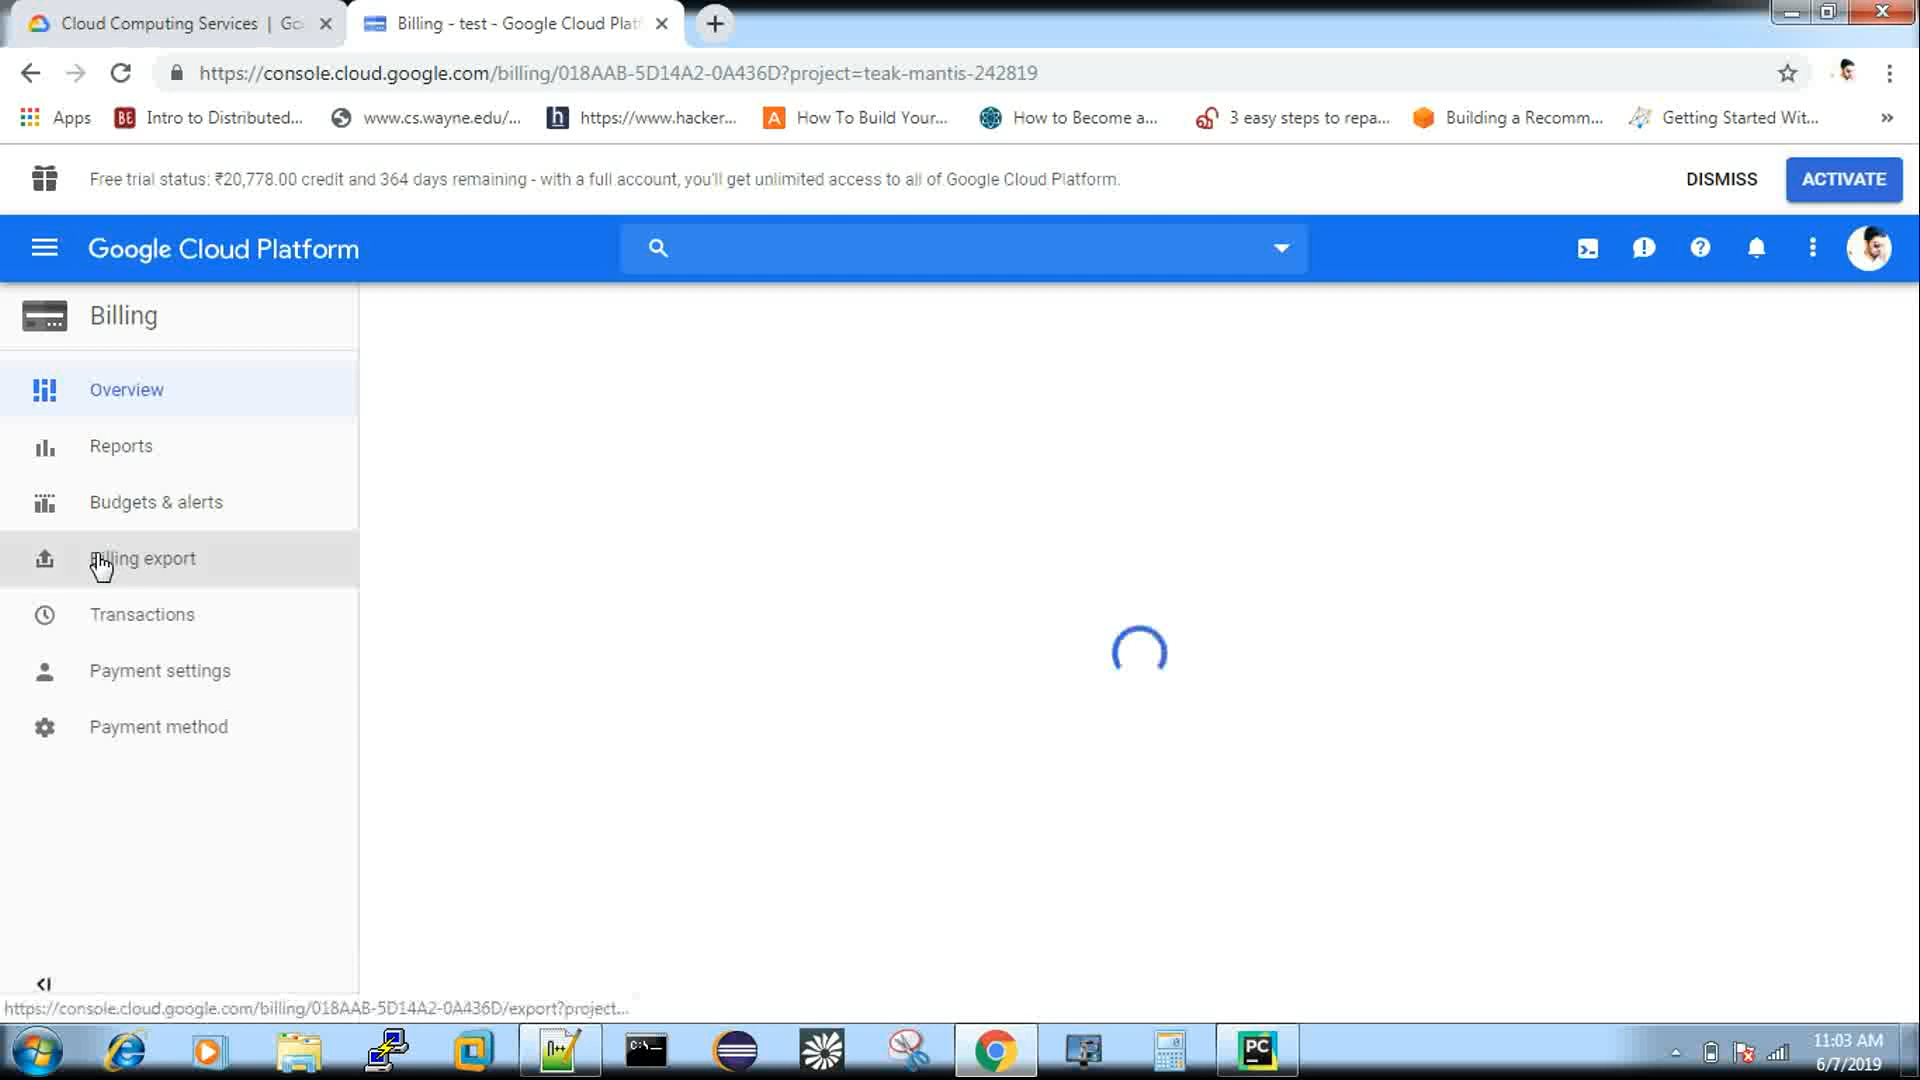 Cloud Computing Services | Go
Billing - test - Google Cloud Plat
https://console.cloud.google.com/billing/018AAB-5D14A2-0A436D?project=teak-mantis-242819
Apps
BE Intro to Distributed...
www.cs.wayne.edu/...
h https://www.hacker...
A How To Build Your...
How to Become a...
3 easy steps to repa...
Building a Recomm...
Getting Started Wit...
»
Free trial status: ₹20,778.00 credit and 364 days remaining - with a full account, you'll get unlimited access to all of Google Cloud Platform.
DISMISS
ACTIVATE
Google Cloud Platform
Billing
Overview
Reports
Budgets & alerts
Billing export
Transactions
Payment settings
Payment method
https://console.cloud.google.com/billing/018AAB-5D14A2-0A436D/export?project...
N++
C:\
PC
11:03 AM
6/7/2019